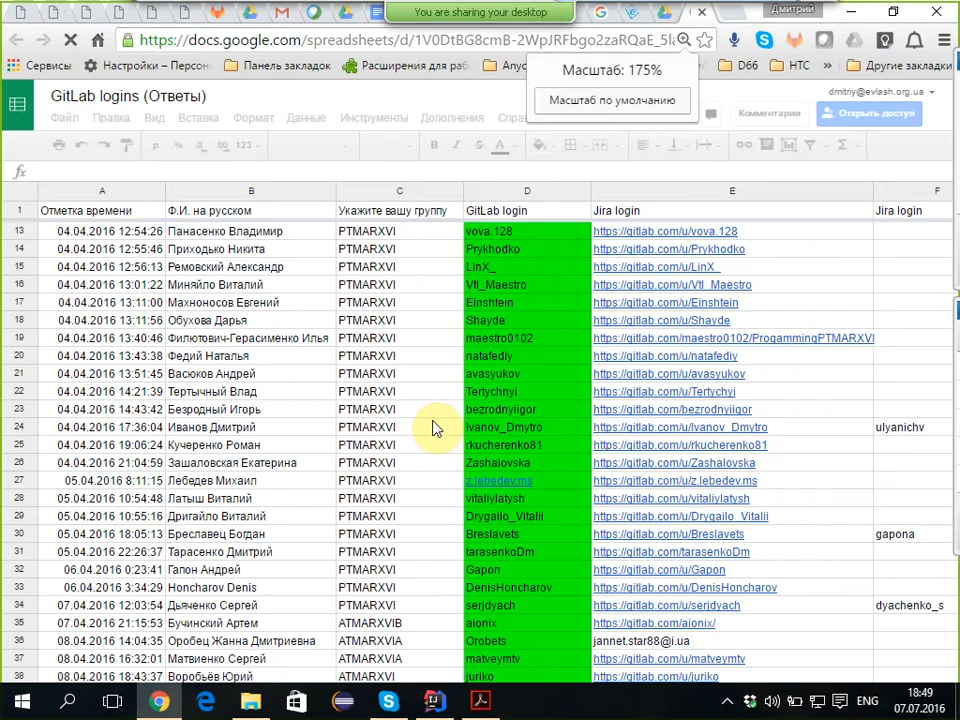 You are sharing your desktop
Дмитрий
https://docs.google.com/spreadsheets/d/1V0DtBG8cmB-2WpJRFbgo2zaRQaE_5l
Сервисы
Настройки – Персон
Панель закладок
Расширения для раб
Апус
D66
НТС
»
Другие закладки
Масштаб: 175%
Масштаб по умолчанию
GitLab logins (Ответы)
dmitriy@evlash.org.ua
Файл Правка Вид Вставка Формат Данные Инструменты Дополнения Спра
Комментарии
Открыть доступ
р. % .0 .00 123
fx
A B C D E F
1 Отметка времени Ф.И. на русском Укажите вашу группу GitLab login Jira login Jira login
13 04.04.2016 12:54:26 Панасенко Владимир PTMARXVI vova.128 https://gitlab.com/u/vova.128
14 04.04.2016 12:55:46 Приходько Никита PTMARXVI Prykhodko https://gitlab.com/u/Prykhodko
15 04.04.2016 12:56:13 Ремовский Александр PTMARXVI LinX_ https://gitlab.com/u/LinX_
16 04.04.2016 13:01:22 Миняйло Виталий PTMARXVI Vtl_Maestro https://gitlab.com/u/Vtl_Maestro
17 04.04.2016 13:11:00 Махноносов Евгений PTMARXVI Einshtein https://gitlab.com/u/Einshtein
18 04.04.2016 13:11:56 Обухова Дарья PTMARXVI Shayde https://gitlab.com/u/Shayde
19 04.04.2016 13:40:46 Филютович-Герасименко Илья PTMARXVI maestro0102 https://gitlab.com/maestro0102/ProgammingPTMARXVI
20 04.04.2016 13:43:38 Федий Наталья PTMARXVI natafediy https://gitlab.com/u/natafediy
21 04.04.2016 13:51:45 Васюков Андрей PTMARXVI avasyukov https://gitlab.com/u/avasyukov
22 04.04.2016 14:21:39 Тертычный Влад PTMARXVI Tertychnyi https://gitlab.com/u/Tertychyi
23 04.04.2016 14:43:42 Безродный Игорь PTMARXVI bezrodnyiigor https://gitlab.com/bezrodnyiigor
24 04.04.2016 17:36:04 Иванов Дмитрий PTMARXVI Ivanov_Dmytro https://gitlab.com/u/Ivanov_Dmytro ulyanichv
25 04.04.2016 19:06:24 Кучеренко Роман PTMARXVI rkucherenko81 https://gitlab.com/u/rkucherenko81
26 04.04.2016 21:04:59 Зашаловская Екатерина PTMARXVI Zashalovska https://gitlab.com/u/Zashalovska
27 05.04.2016 8:11:15 Лебедев Михаил PTMARXVI z.lebedev.ms https://gitlab.com/u/z.lebedev.ms
28 05.04.2016 10:54:48 Латыш Виталий PTMARXVI vitaliylatysh https://gitlab.com/u/vitaliylatysh
29 05.04.2016 10:55:16 Дригайло Виталий PTMARXVI Drygailo_Vitalii https://gitlab.com/u/Drygailo_Vitalii
30 05.04.2016 18:05:13 Бреславец Богдан PTMARXVI Breslavets https://gitlab.com/u/Breslavets gapona
31 05.04.2016 22:26:37 Тарасенко Дмитрий PTMARXVI tarasenkoDm https://gitlab.com/tarasenkoDm
32 06.04.2016 0:23:41 Гапон Андрей PTMARXVI Gapon https://gitlab.com/u/Gapon
33 06.04.2016 3:34:29 Honcharov Denis PTMARXVI DenisHoncharov https://gitlab.com/u/DenisHoncharov
34 07.04.2016 12:03:54 Дьяченко Сергей PTMARXVI serjdyach https://gitlab.com/u/serjdyach dyachenko_s
35 07.04.2016 21:15:53 Бучинский Артем ATMARXVIB aionix https://gitlab.com/aionix/
36 08.04.2016 14:04:35 Оробец Жанна Дмитриевна ATMARXVIA Orobets jannet.star88@i.ua
37 08.04.2016 16:32:01 Матвиенко Сергей ATMARXVIA matveymtv https://gitlab.com/u/matveymtv
38 08.04.2016 18:43:37 Воробьёв Юрий ATMARXVIA juriko https://gitlab.com/u/juriko
ENG
18:49
07.07.2016